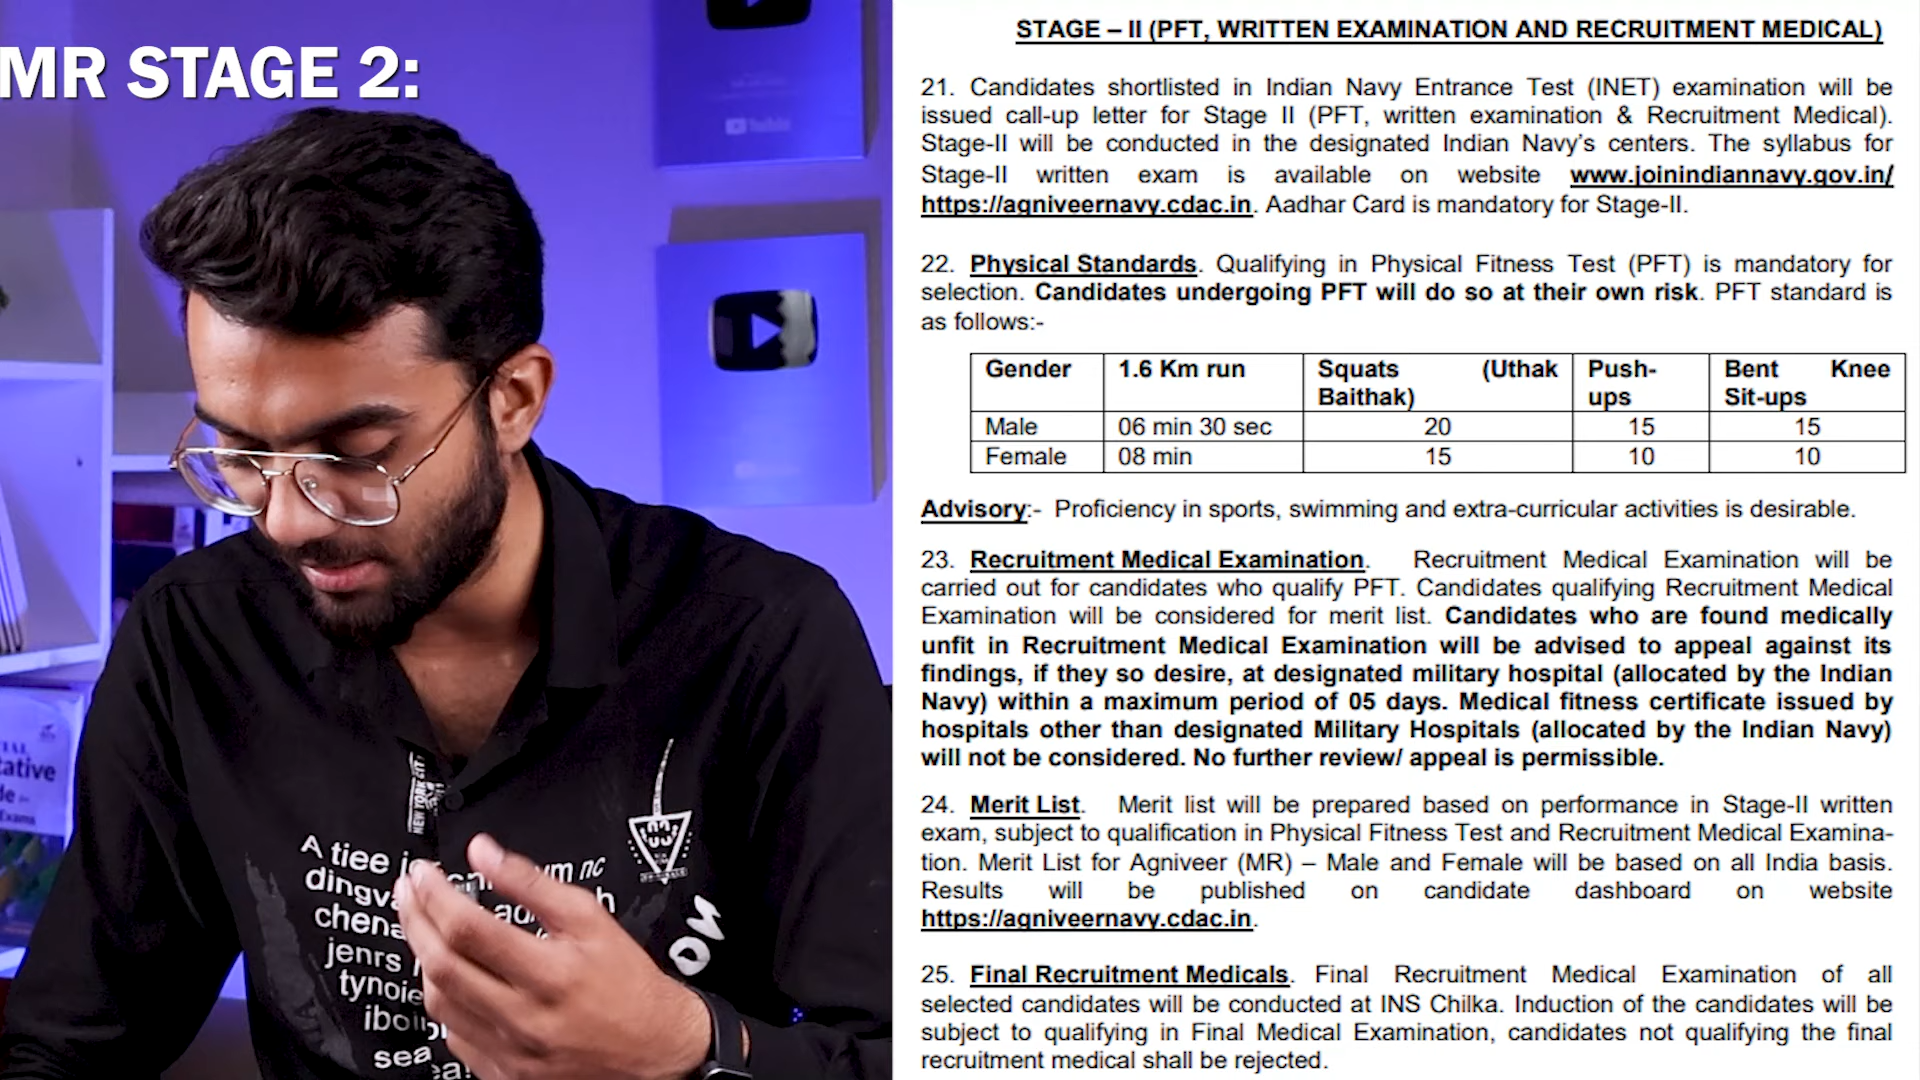 MR STAGE 2:
STAGE – II (PFT, WRITTEN EXAMINATION AND RECRUITMENT MEDICAL)
21. Candidates shortlisted in Indian Navy Entrance Test (INET) examination will be
issued call-up letter for Stage II (PFT, written examination & Recruitment Medical).
Stage-II will be conducted in the designated Indian Navy's centers. The syllabus for
Stage-II written exam is available on website www.joinindiannavy.gov.in/
https://agniveernavy.cdac.in. Aadhar Card is mandatory for Stage-II.
22. Physical Standards. Qualifying in Physical Fitness Test (PFT) is mandatory for
selection. Candidates undergoing PFT will do so at their own risk. PFT standard is
as follows:-
Gender 1.6 Km run Squats (Uthak Baithak) Push-ups Bent Knee Sit-ups
Male 06 min 30 sec 20 15 15
Female 08 min 15 10 10
Advisory:- Proficiency in sports, swimming and extra-curricular activities is desirable.
23. Recruitment Medical Examination. Recruitment Medical Examination will be
carried out for candidates who qualify PFT. Candidates qualifying Recruitment Medical
Examination will be considered for merit list. Candidates who are found medically
unfit in Recruitment Medical Examination will be advised to appeal against its
findings, if they so desire, at designated military hospital (allocated by the Indian
Navy) within a maximum period of 05 days. Medical fitness certificate issued by
hospitals other than designated Military Hospitals (allocated by the Indian Navy)
will not be considered. No further review/ appeal is permissible.
24. Merit List. Merit list will be prepared based on performance in Stage-II written
exam, subject to qualification in Physical Fitness Test and Recruitment Medical Examina-
tion. Merit List for Agniveer (MR) – Male and Female will be based on all India basis.
Results will be published on candidate dashboard on website
https://agniveernavy.cdac.in.
25. Final Recruitment Medicals. Final Recruitment Medical Examination of all
selected candidates will be conducted at INS Chilka. Induction of the candidates will be
subject to qualifying in Final Medical Examination, candidates not qualifying the final
recruitment medical shall be rejected.
NEW YORK CITY
A tiee
jenrs